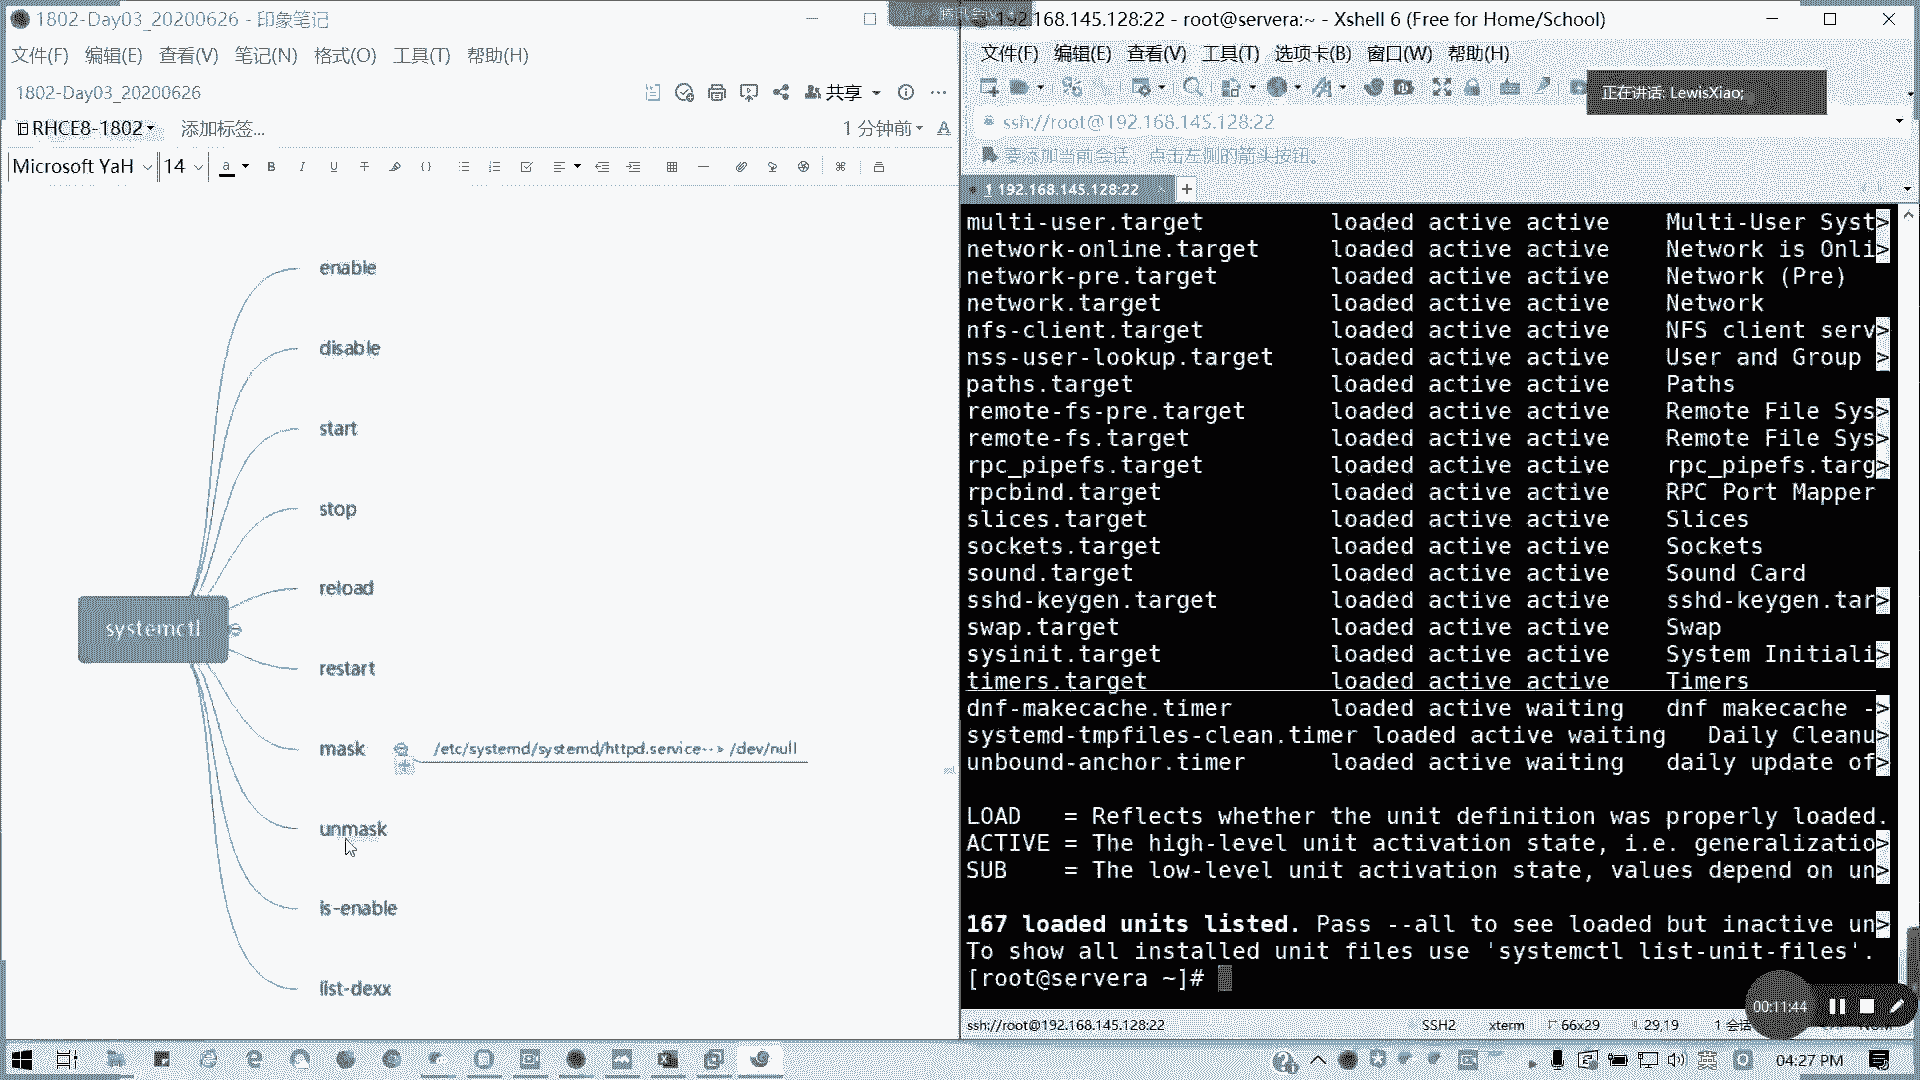 1802-Day03_20200626 - 印象笔记
文件(F) 编辑(E) 查看(V) 笔记(N) 格式(O) 工具(T) 帮助(H)
1802-Day03_20200626
共享
RHCE8-1802 添加标签...
1 分钟前
Microsoft YaH 14
enable
disable
start
stop
reload
systemctl
restart
mask /etc/systemd/systemd/httpd.service--> /dev/null
unmask
is-enable
list-dexx
192.168.145.128:22 - root@servera:~ - Xshell 6 (Free for Home/School)
文件(F) 编辑(E) 查看(V) 工具(T) 选项卡(B) 窗口(W) 帮助(H)
正在讲话: LewisXiao;
ssh://root@192.168.145.128:22
要添加当前会话，点击左侧的箭头按钮。
1 192.168.145.128:22
multi-user.target loaded active active Multi-User Syst>
network-online.target loaded active active Network is Onli>
network-pre.target loaded active active Network (Pre)
network.target loaded active active Network
nfs-client.target loaded active active NFS client serv>
nss-user-lookup.target loaded active active User and Group >
paths.target loaded active active Paths
remote-fs-pre.target loaded active active Remote File Sys>
remote-fs.target loaded active active Remote File Sys>
rpc_pipefs.target loaded active active rpc_pipefs.targ>
rpcbind.target loaded active active RPC Port Mapper
slices.target loaded active active Slices
sockets.target loaded active active Sockets
sound.target loaded active active Sound Card
sshd-keygen.target loaded active active sshd-keygen.tar>
swap.target loaded active active Swap
sysinit.target loaded active active System Initiali>
timers.target loaded active active Timers
dnf-makecache.timer loaded active waiting dnf makecache ->
systemd-tmpfiles-clean.timer loaded active waiting Daily Cleanu>
unbound-anchor.timer loaded active waiting daily update of>
LOAD = Reflects whether the unit definition was properly loaded.
ACTIVE = The high-level unit activation state, i.e. generalizatio>
SUB = The low-level unit activation state, values depend on un>
167 loaded units listed. Pass --all to see loaded but inactive un>
To show all installed unit files use 'systemctl list-unit-files'.
[root@servera ~]#
00:11:44
ssh://root@192.168.145.128:22 SSH2 xterm 66x29 29,19 1 会话
英
04:27 PM